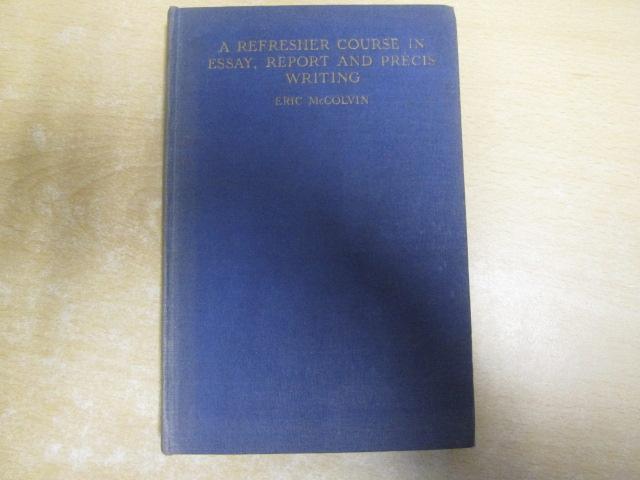 A REFRESHER COURSE IN
ESSAY, REPORT AND PRÉCIS
WRITING
ERIC McCOLVIN